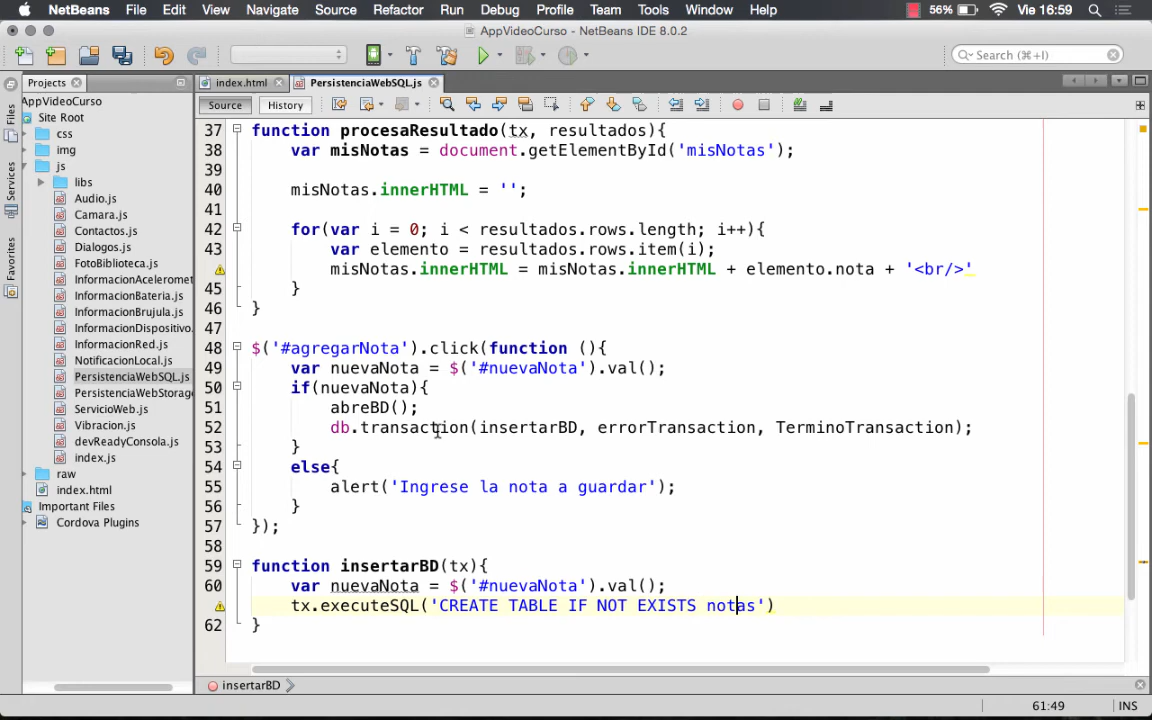 NetBeans File Edit View Navigate Source Refactor Run Debug Profile Team Tools Window Help 56% Vie 16:59
AppVideoCurso - NetBeans IDE 8.0.2
Search (⌘+I)
Projects index.html PersistenciaWebSQL.js
Source History
Files
Services
Favorites
AppVideoCurso
Site Root
css
img
js
libs
Audio.js
Camara.js
Contactos.js
Dialogos.js
FotoBiblioteca.js
InformacionAceleromet
InformacionBateria.js
InformacionBrujula.js
InformacionDispositivo.
InformacionRed.js
NotificacionLocal.js
PersistenciaWebSQL.js
PersistenciaWebStorage
ServicioWeb.js
Vibracion.js
devReadyConsola.js
index.js
raw
index.html
Important Files
Cordova Plugins
37 function procesaResultado(tx, resultados){
38 var misNotas = document.getElementById('misNotas');
39
40 misNotas.innerHTML = '';
41
42 for(var i = 0; i < resultados.rows.length; i++){
43 var elemento = resultados.rows.item(i);
misNotas.innerHTML = misNotas.innerHTML + elemento.nota + '<br/>'
45 }
46 }
47
48 $('#agregarNota').click(function (){
49 var nuevaNota = $('#nuevaNota').val();
50 if(nuevaNota){
51 abreBD();
52 db.transaction(insertarBD, errorTransaction, TerminoTransaction);
53 }
54 else{
55 alert('Ingrese la nota a guardar');
56 }
57 });
58
59 function insertarBD(tx){
60 var nuevaNota = $('#nuevaNota').val();
tx.executeSQL('CREATE TABLE IF NOT EXISTS notas')
62 }
insertarBD
61:49 INS